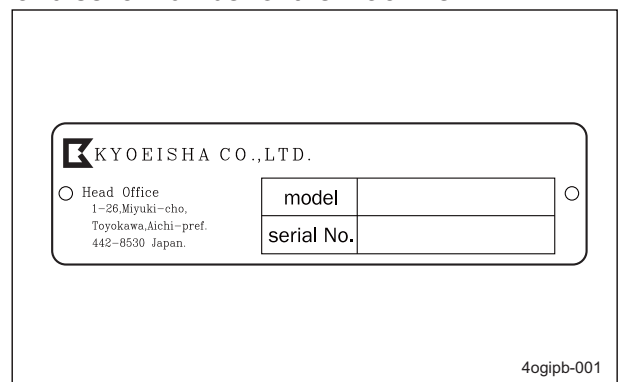 KYOEISHA CO.,LTD.
Head Office
1-26,Miyuki-cho,
Toyokawa,Aichi-pref.
442-8530 Japan.
model
serial No.
4ogipb-001